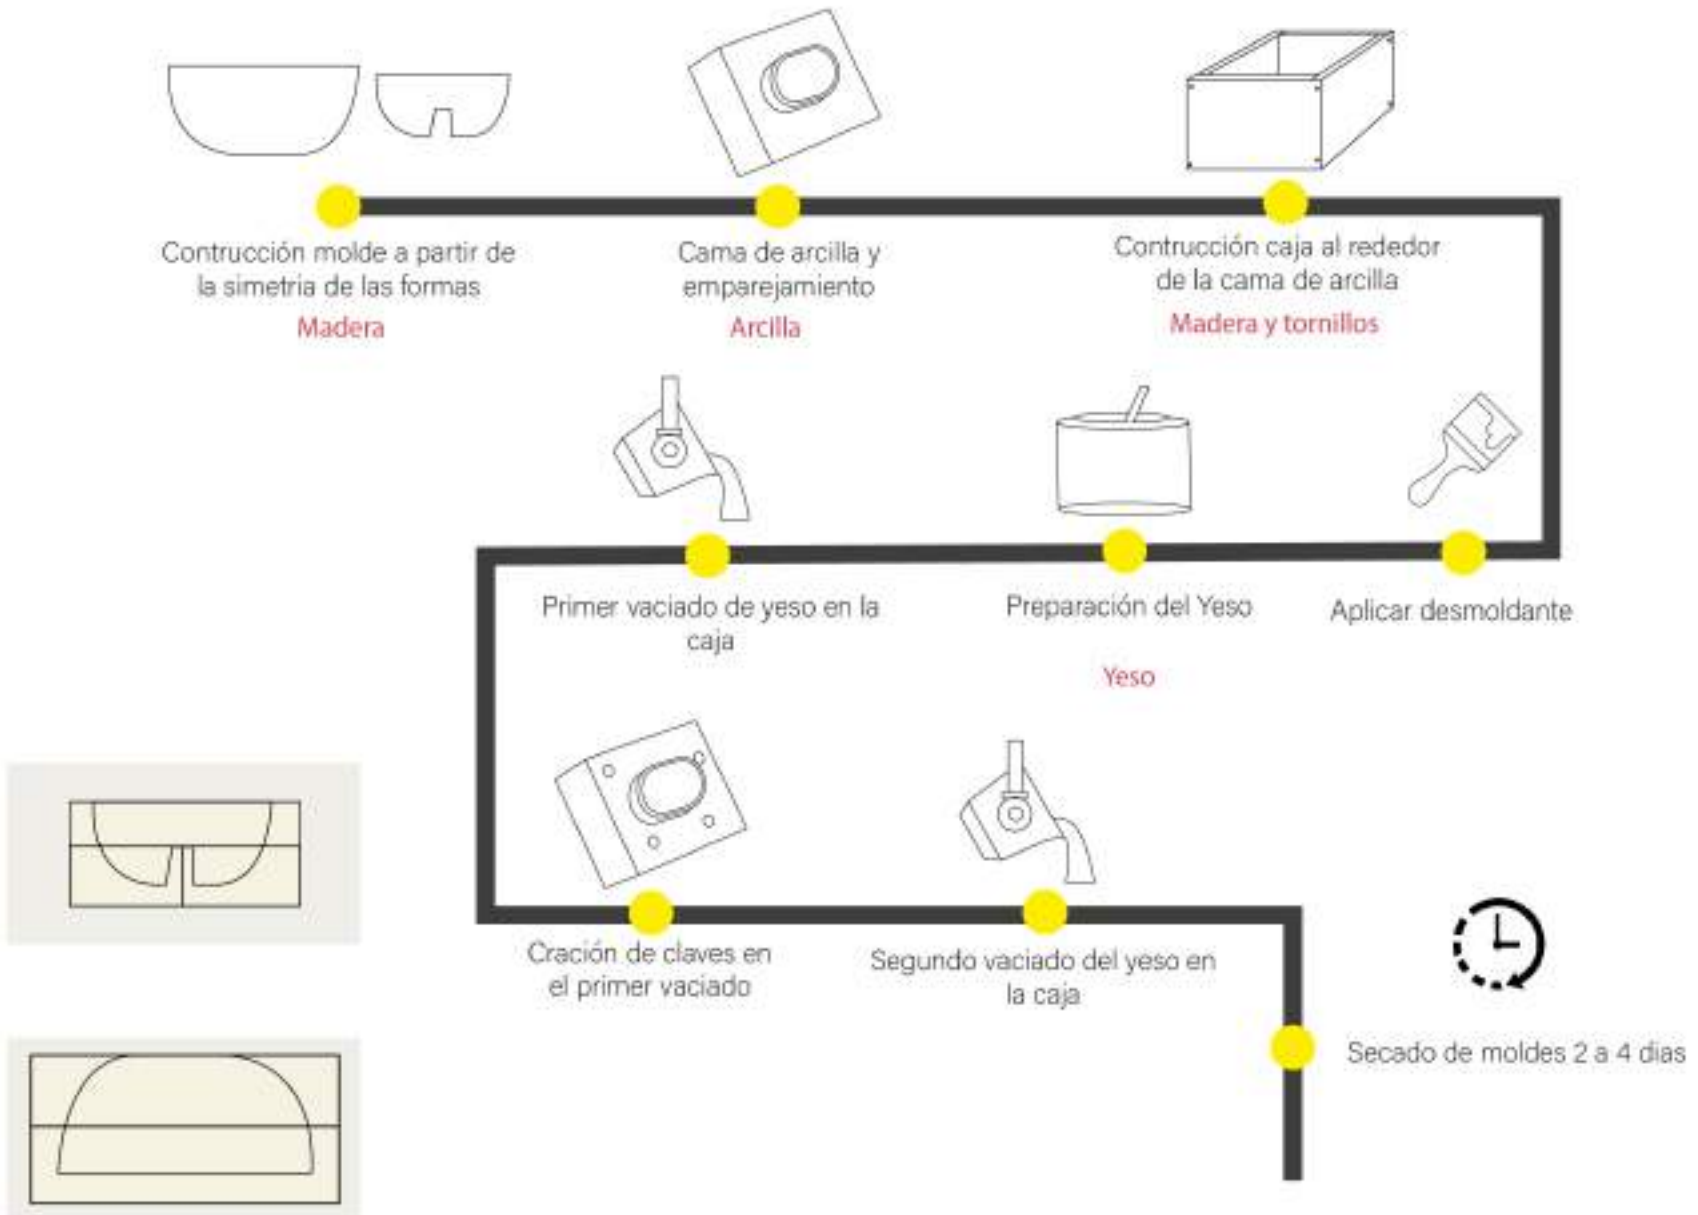 Contrucción molde a partir de
la simetria de las formas
Madera
Cama de arcilla y
emparejamiento
Arcilla
Contrucción caja al rededor
de la cama de arcilla
Madera y tornillos
Aplicar desmoldante
Preparación del Yeso
Yeso
Primer vaciado de yeso en la
caja
Cración de claves en
el primer vaciado
Segundo vaciado del yeso en
la caja
Secado de moldes 2 a 4 dias